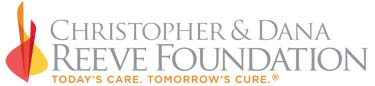 CHRISTOPHER & DANA
REEVE FOUNDATION
TODAY'S CARE. TOMORROW'S CURE.®